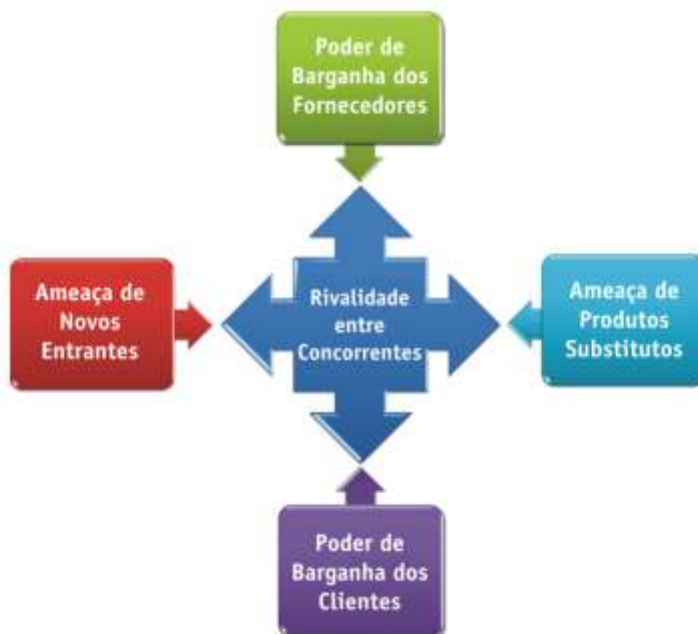 Poder de
Barganha dos
Fornecedores
Ameaça de
Novos
Entrantes
Rivalidade
entre
Concorrentes
Ameaça de
Produtos
Substitutos
Poder de
Barganha dos
Clientes